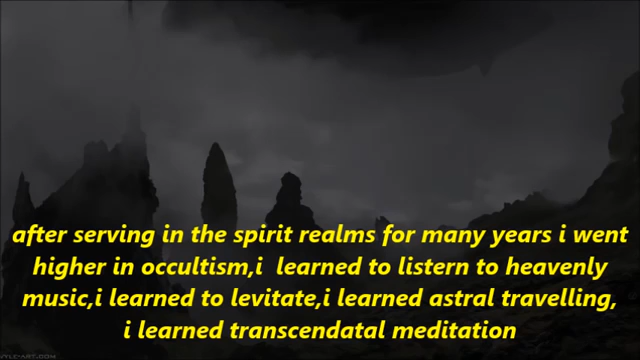 after serving in the spirit realms for many years i went
higher in occultism,i learned to listern to heavenly
music,i learned to levitate,i learned astral travelling,
i learned transcendatal meditation